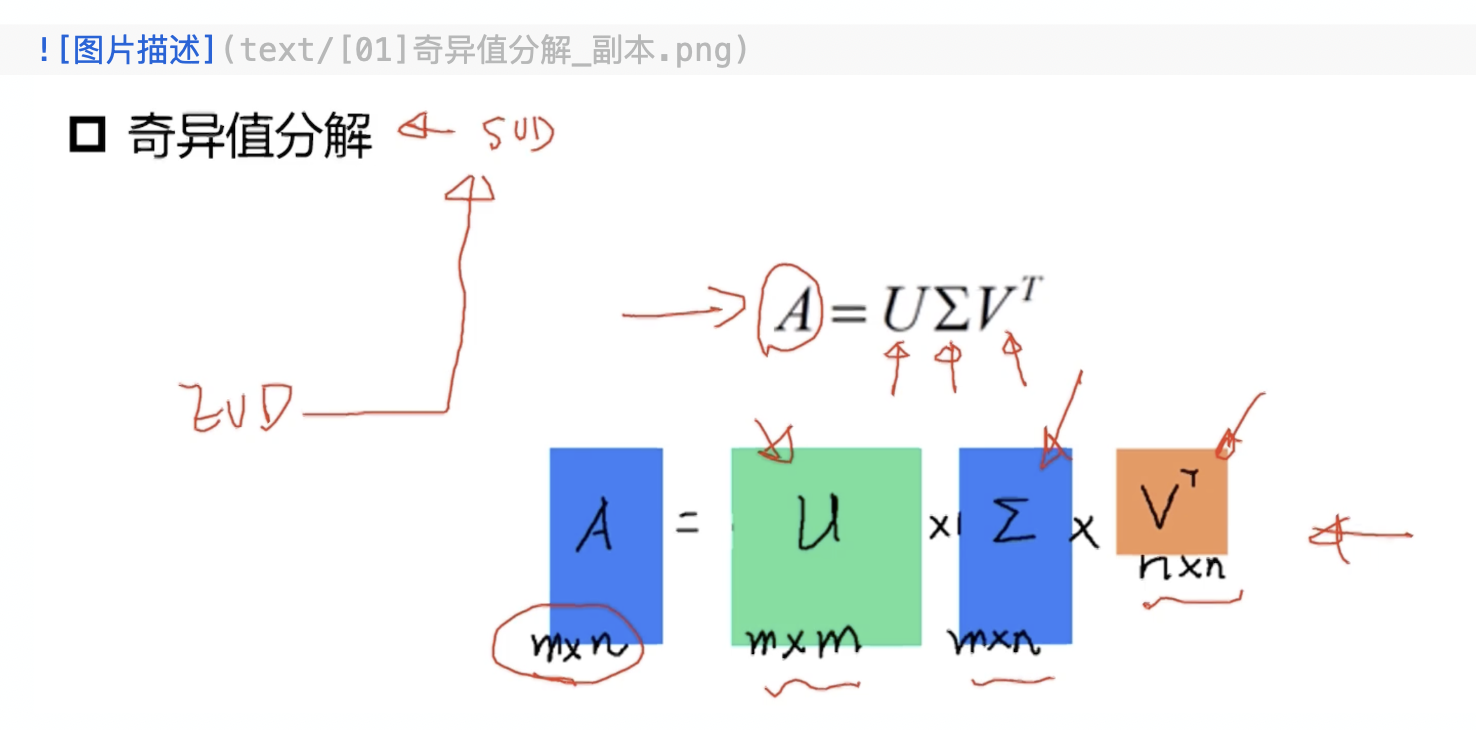 ![图片描述](text/[01]奇异值分解_副本.png)
奇异值分解 SVD
A = UΣV^T
EVD
A = U × Σ × V^T
n×n
m×n m×m m×n